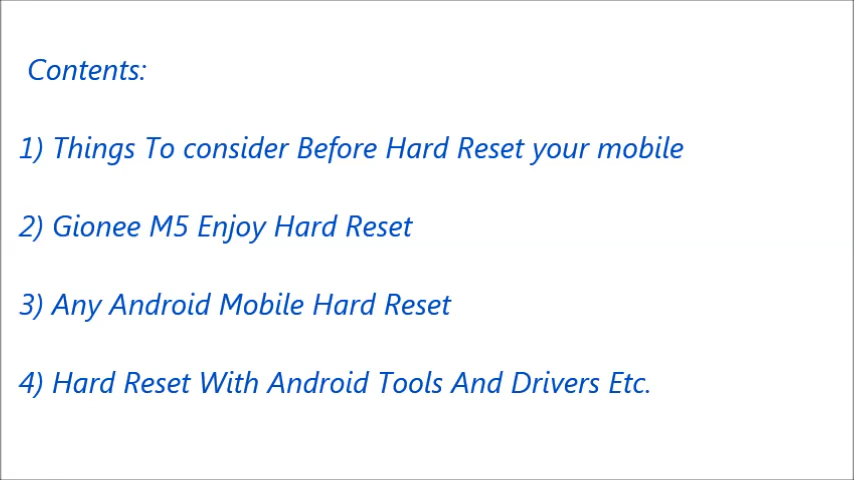 Contents:
1) Things To consider Before Hard Reset your mobile
2) Gionee M5 Enjoy Hard Reset
3) Any Android Mobile Hard Reset
4) Hard Reset With Android Tools And Drivers Etc.